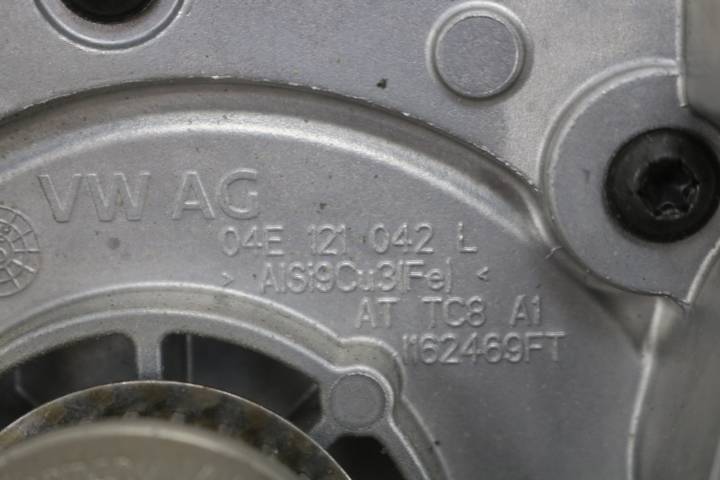 VW AG
04E 121 042 L
> AlSi9Cu3(Fe) <
AT TC8 A1
1162469FT